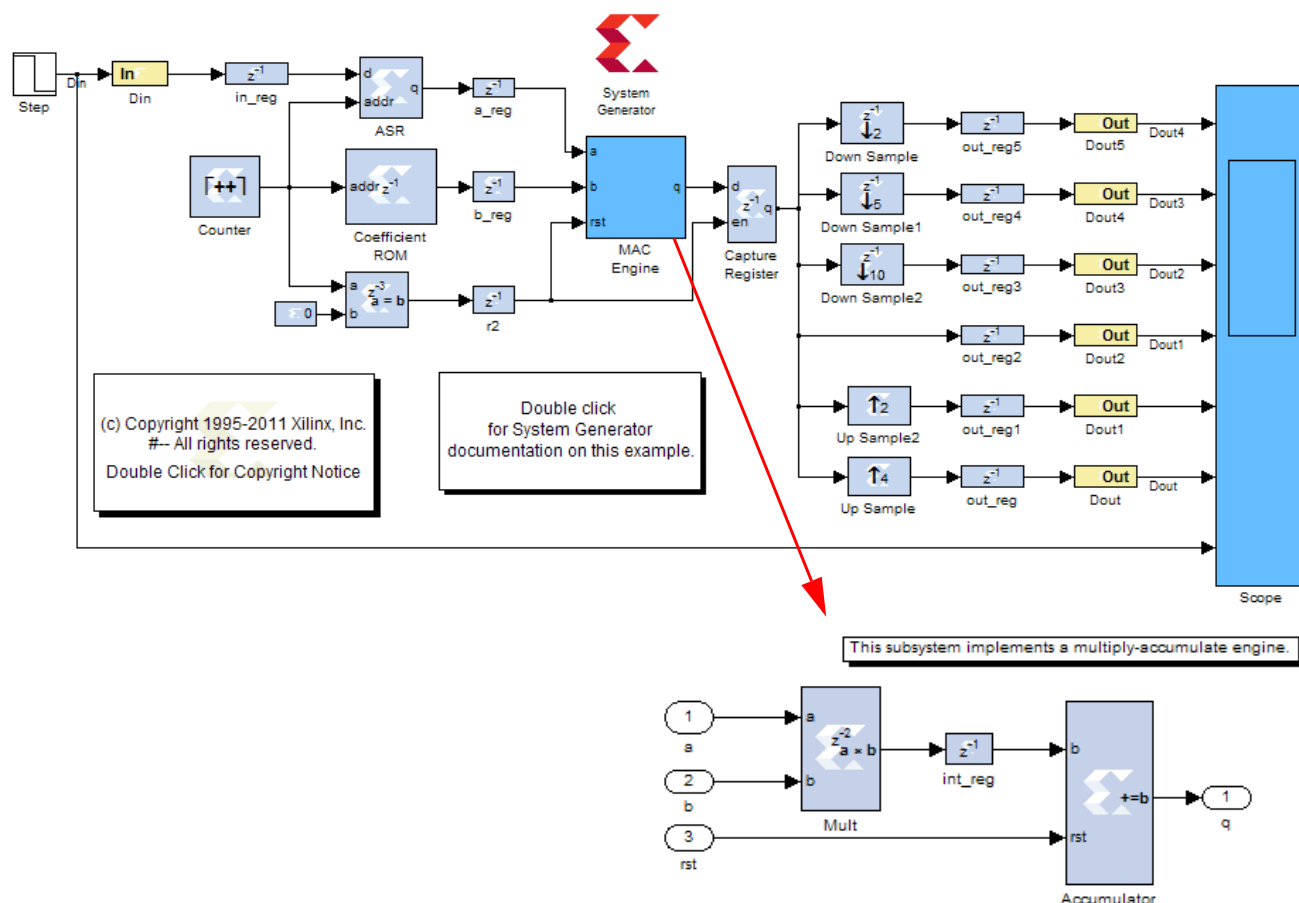 Step
Din
In
Din
z⁻¹
in_reg
d
addr
q
ASR
z⁻¹
a_reg
System
Generator
++
Counter
addr z⁻¹
Coefficient
ROM
z⁻¹
b_reg
a
b
z⁻³
a = b
0
z⁻¹
r2
a
b
rst
q
MAC
Engine
d
en
z⁻¹
q
Capture
Register
z⁻¹
↓2
Down Sample
z⁻¹
out_reg5
Out
Dout5
Dout4
z⁻¹
↓5
Down Sample1
z⁻¹
out_reg4
Out
Dout4
Dout3
z⁻¹
↓10
Down Sample2
z⁻¹
out_reg3
Out
Dout3
Dout2
z⁻¹
out_reg2
Out
Dout2
Dout1
↑2
Up Sample2
z⁻¹
out_reg1
Out
Dout1
↑4
Up Sample
z⁻¹
out_reg
Out
Dout
Dout
Scope
(c) Copyright 1995-2011 Xilinx, Inc.
#-- All rights reserved.
Double Click for Copyright Notice
Double click
for System Generator
documentation on this example.
This subsystem implements a multiply-accumulate engine.
1
a
2
b
3
rst
a
b
z⁻²
a × b
Mult
z⁻¹
int_reg
b
rst
+=b
Accumulator
1
q